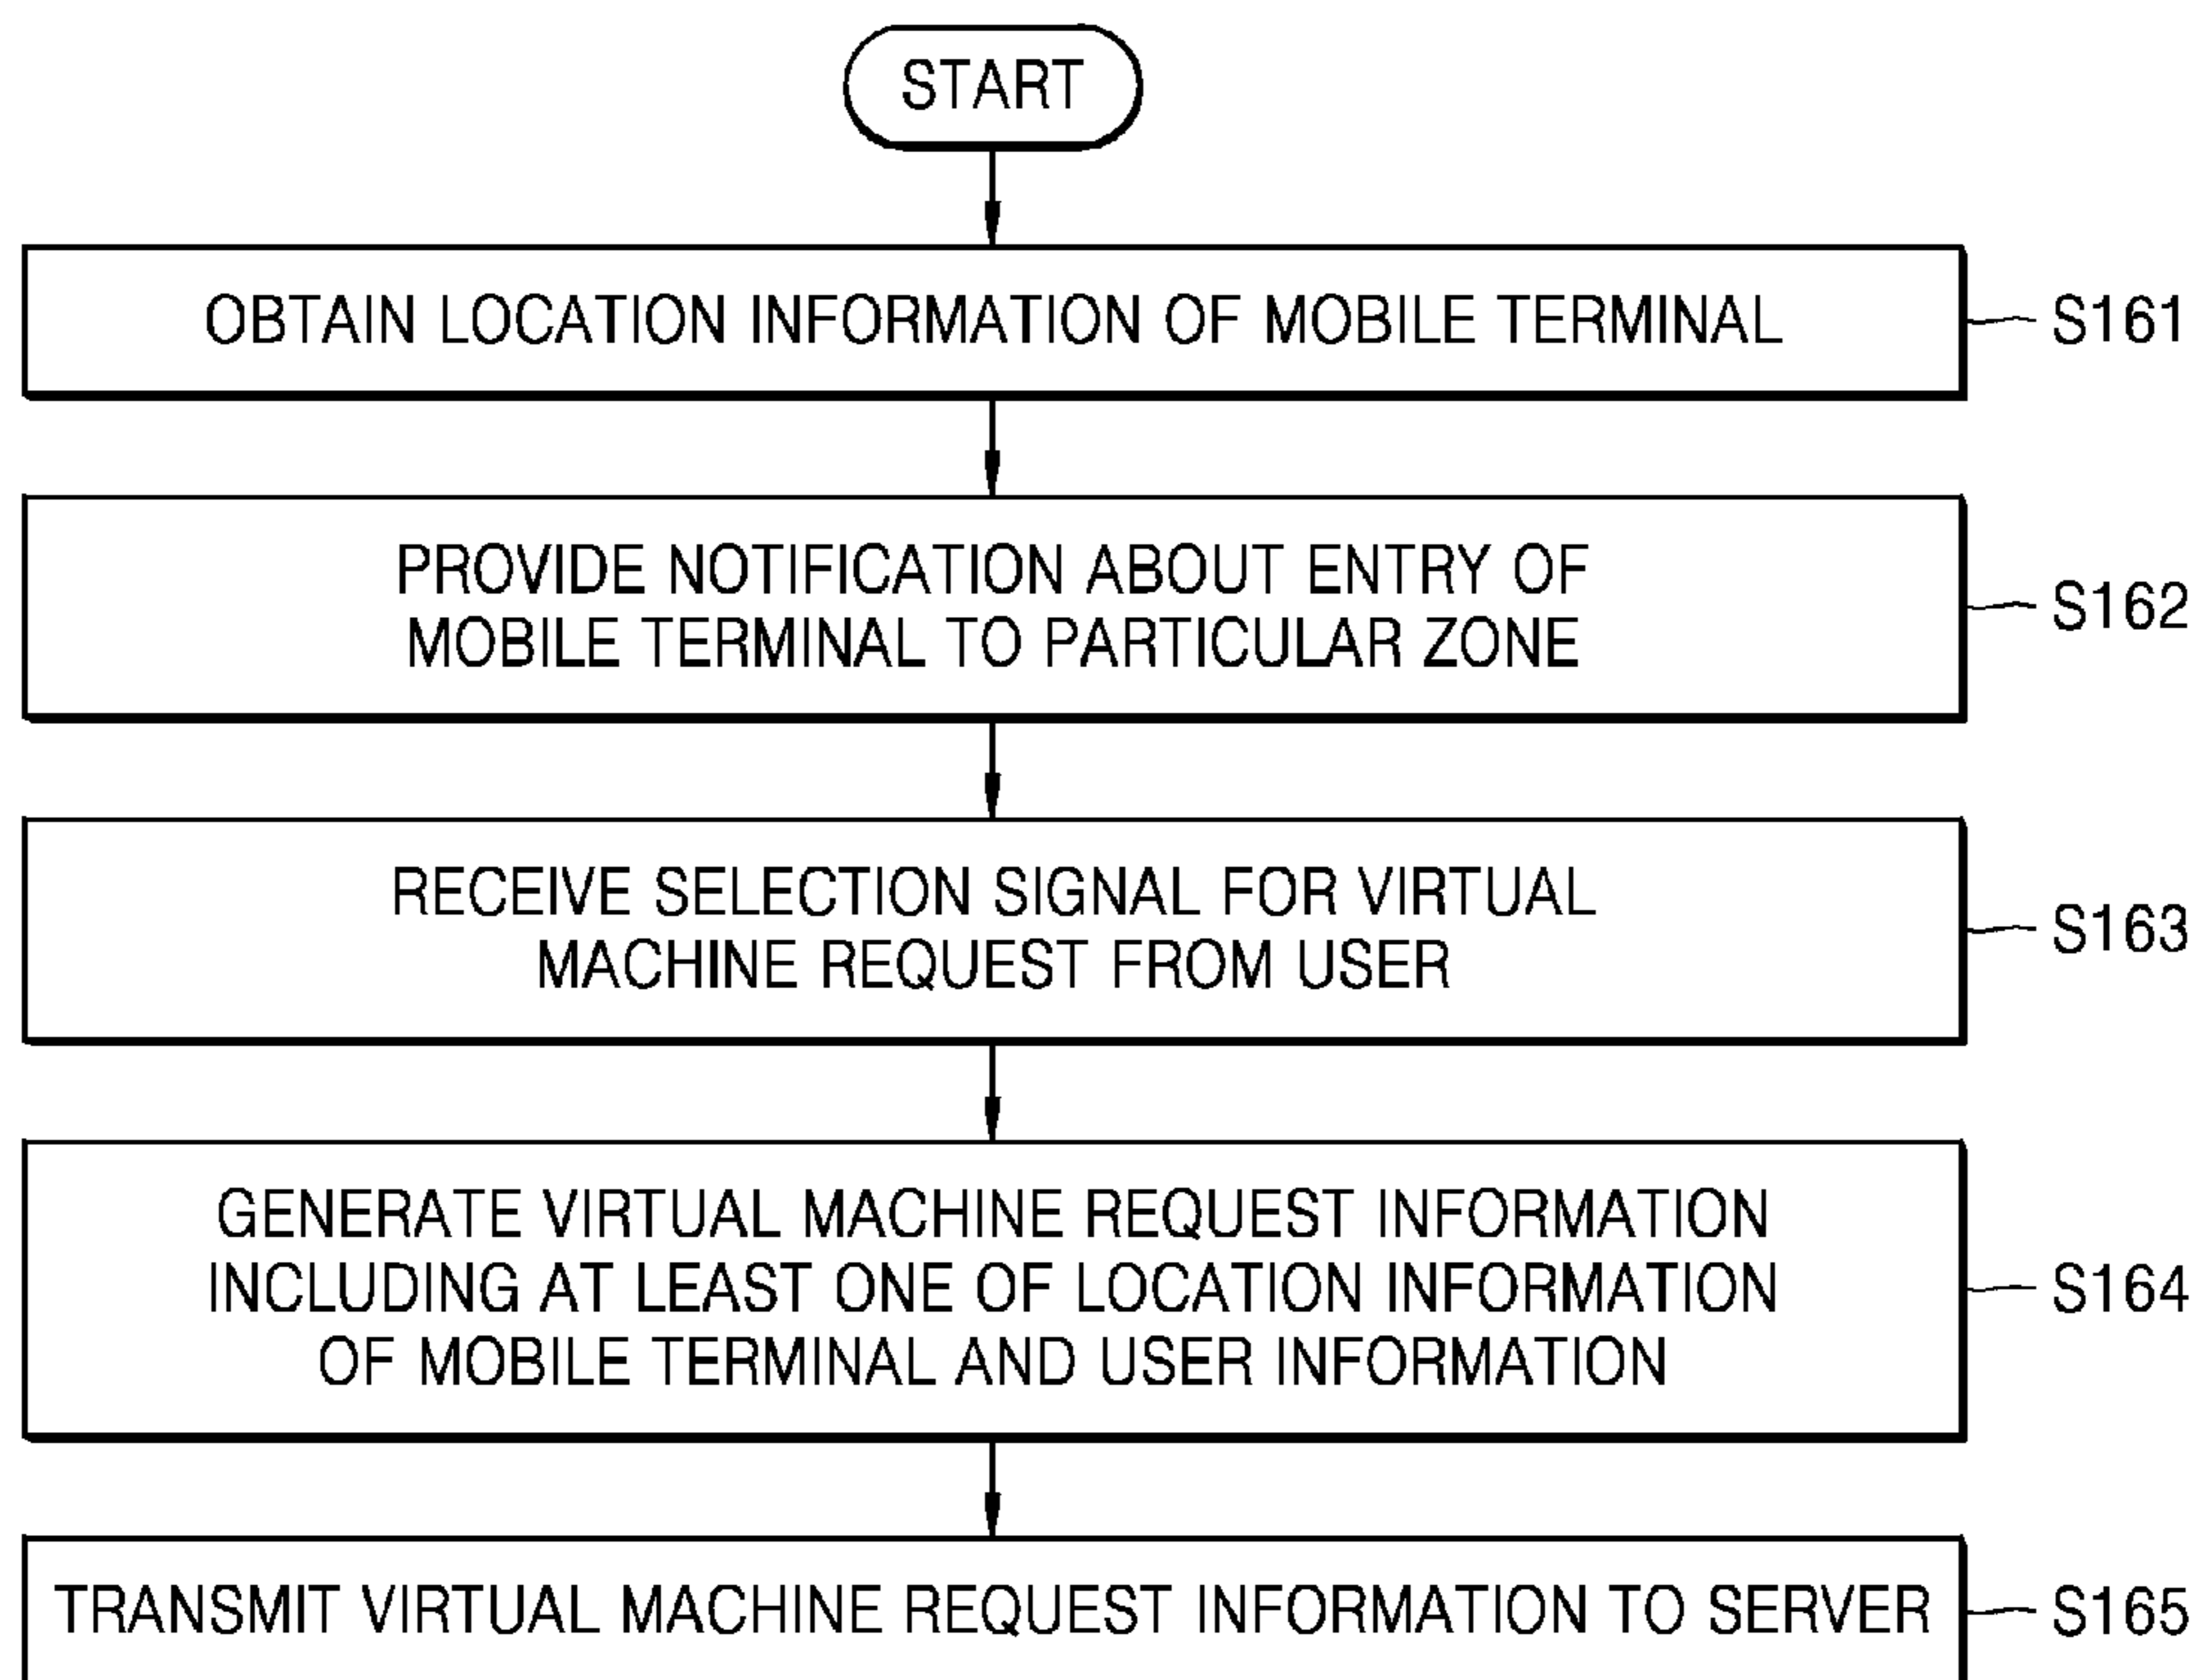 START
OBTAIN LOCATION INFORMATION OF MOBILE TERMINAL
S161
PROVIDE NOTIFICATION ABOUT ENTRY OF
MOBILE TERMINAL TO PARTICULAR ZONE
S162
RECEIVE SELECTION SIGNAL FOR VIRTUAL
MACHINE REQUEST FROM USER
S163
GENERATE VIRTUAL MACHINE REQUEST INFORMATION
INCLUDING AT LEAST ONE OF LOCATION INFORMATION
OF MOBILE TERMINAL AND USER INFORMATION
S164
TRANSMIT VIRTUAL MACHINE REQUEST INFORMATION TO SERVER
S165